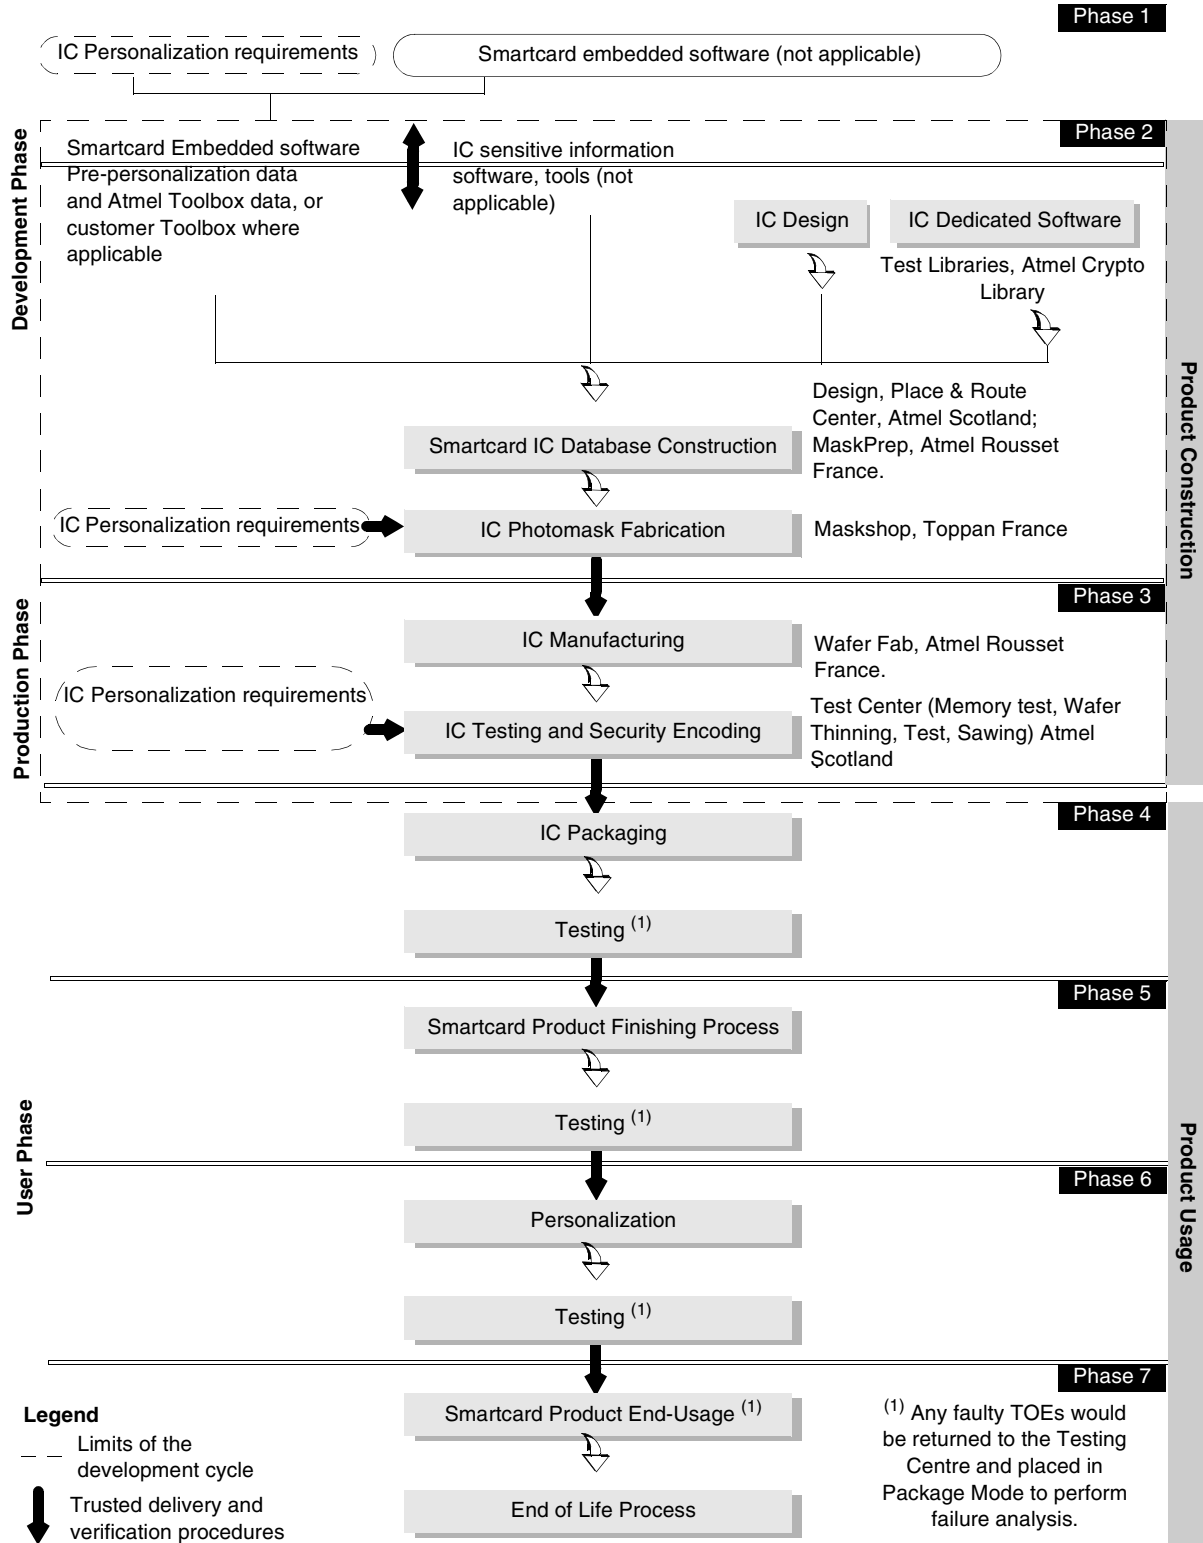 Phase 1
IC Personalization requirements
Smartcard embedded software (not applicable)
Development Phase
Phase 2
Smartcard Embedded software
Pre-personalization data
and Atmel Toolbox data, or
customer Toolbox where
applicable
IC sensitive information
software, tools (not
applicable)
IC Design
IC Dedicated Software
Test Libraries, Atmel Crypto
Library
Product Construction
Design, Place & Route
Center, Atmel Scotland;
MaskPrep, Atmel Rousset
France.
Smartcard IC Database Construction
IC Personalization requirements
IC Photomask Fabrication
Maskshop, Toppan France
Production Phase
Phase 3
IC Manufacturing
Wafer Fab, Atmel Rousset
France.
IC Personalization requirements
IC Testing and Security Encoding
Test Center (Memory test, Wafer
Thinning, Test, Sawing) Atmel
Scotland
Phase 4
IC Packaging
Testing (1)
Phase 5
Smartcard Product Finishing Process
Testing (1)
User Phase
Product Usage
Phase 6
Personalization
Testing (1)
Phase 7
Smartcard Product End-Usage (1)
End of Life Process
(1) Any faulty TOEs would
be returned to the Testing
Centre and placed in
Package Mode to perform
failure analysis.
Legend
Limits of the
development cycle
Trusted delivery and
verification procedures